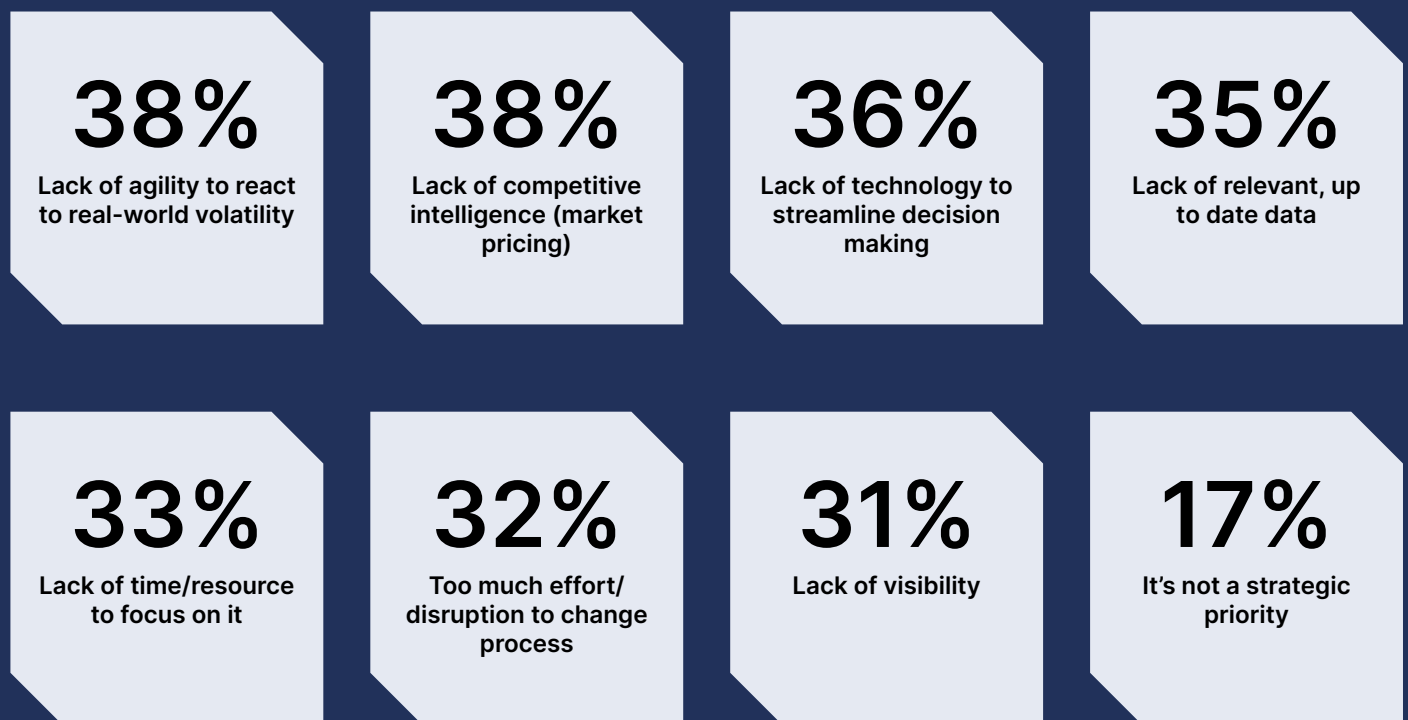 38%
Lack of agility to react
to real-world volatility
38%
Lack of competitive
intelligence (market
pricing)
36%
Lack of technology to
streamline decision
making
35%
Lack of relevant, up
to date data
33%
Lack of time/resource
to focus on it
32%
Too much effort/
disruption to change
process
31%
Lack of visibility
17%
It’s not a strategic
priority